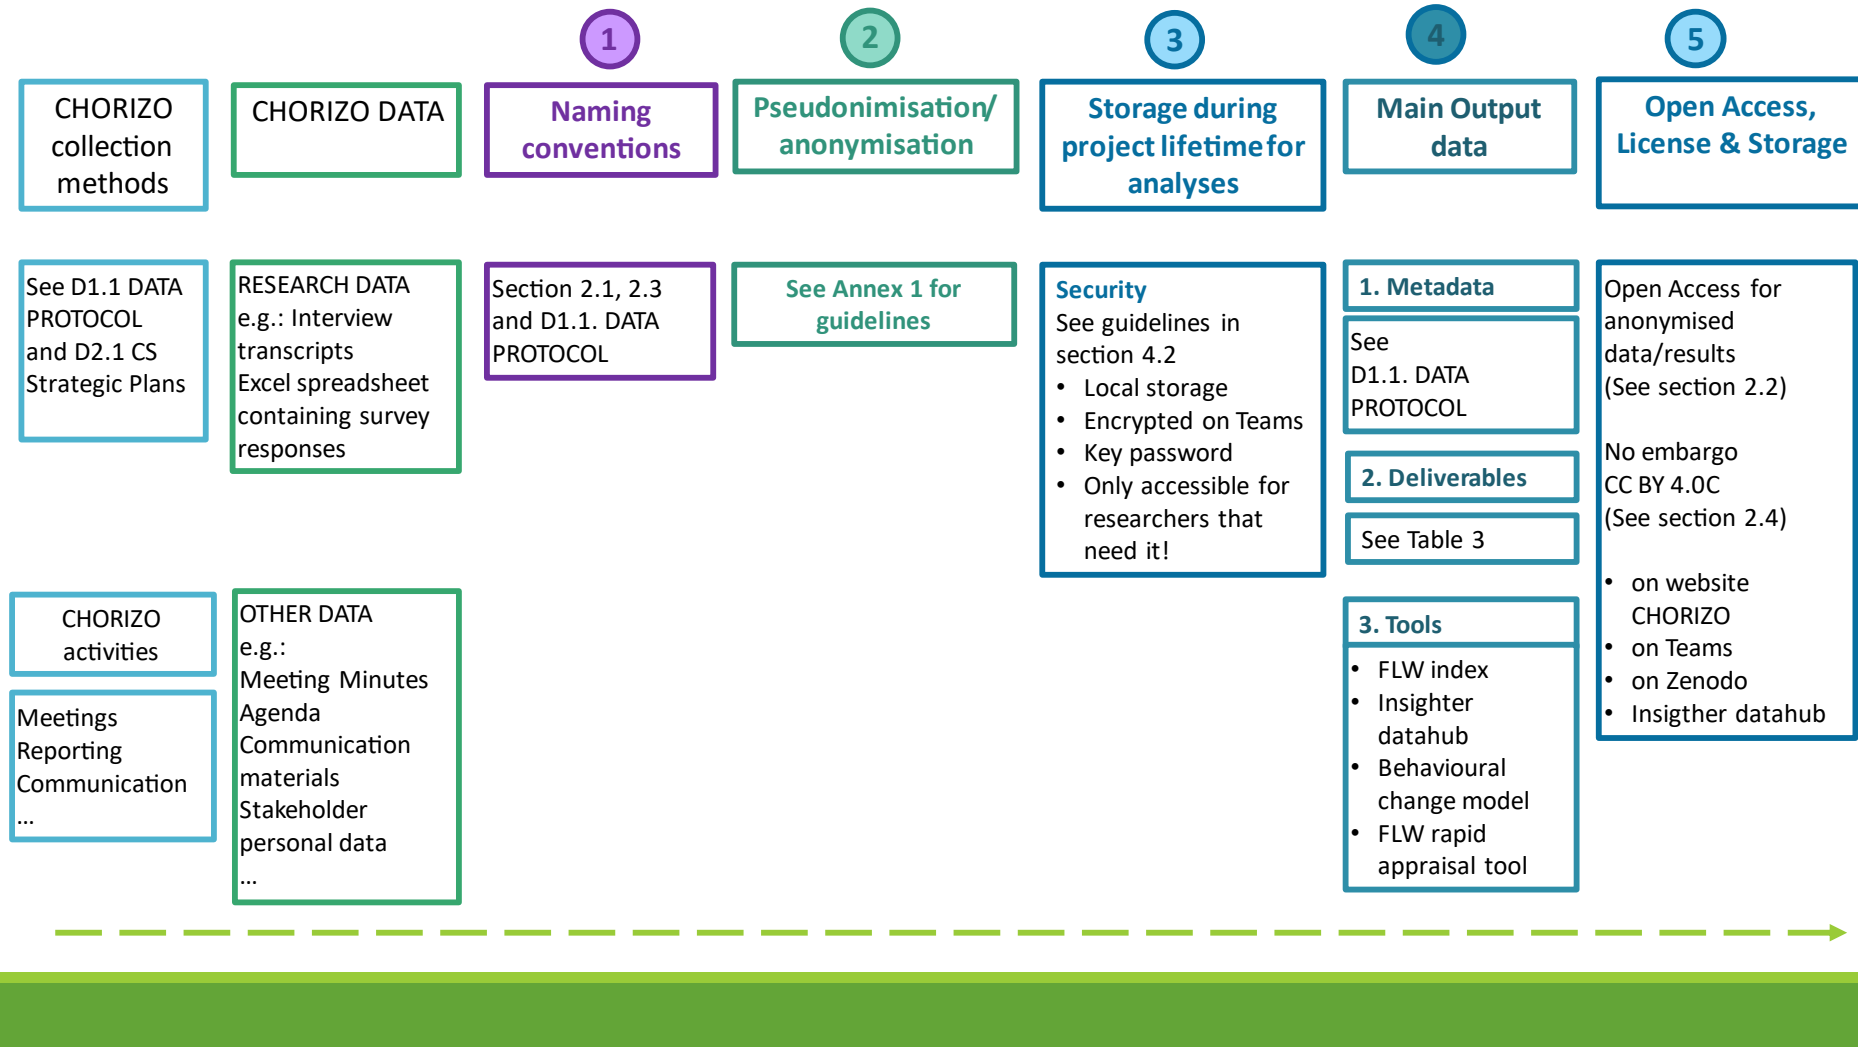 1
2
3
4
5
CHORIZO
collection
methods
CHORIZO DATA
Naming
conventions
Pseudonimisation/
anonymisation
Storage during
project lifetime for
analyses
Main Output
data
Open Access,
License & Storage
See D1.1 DATA
PROTOCOL
and D2.1 CS
Strategic Plans
RESEARCH DATA
e.g.: Interview
transcripts
Excel spreadsheet
containing survey
responses
Section 2.1, 2.3
and D1.1. DATA
PROTOCOL
See Annex 1 for
guidelines
Security
See guidelines in
section 4.2
• Local storage
• Encrypted on Teams
• Key password
• Only accessible for
researchers that
need it!
1. Metadata
See
D1.1. DATA
PROTOCOL
2. Deliverables
See Table 3
3. Tools
• FLW index
• Insighter
datahub
• Behavioural
change model
• FLW rapid
appraisal tool
Open Access for
anonymised
data/results
(See section 2.2)
No embargo
CC BY 4.0C
(See section 2.4)
• on website
CHORIZO
• on Teams
• on Zenodo
• Insigther datahub
CHORIZO
activities
Meetings
Reporting
Communication
...
OTHER DATA
e.g.:
Meeting Minutes
Agenda
Communication
materials
Stakeholder
personal data
...